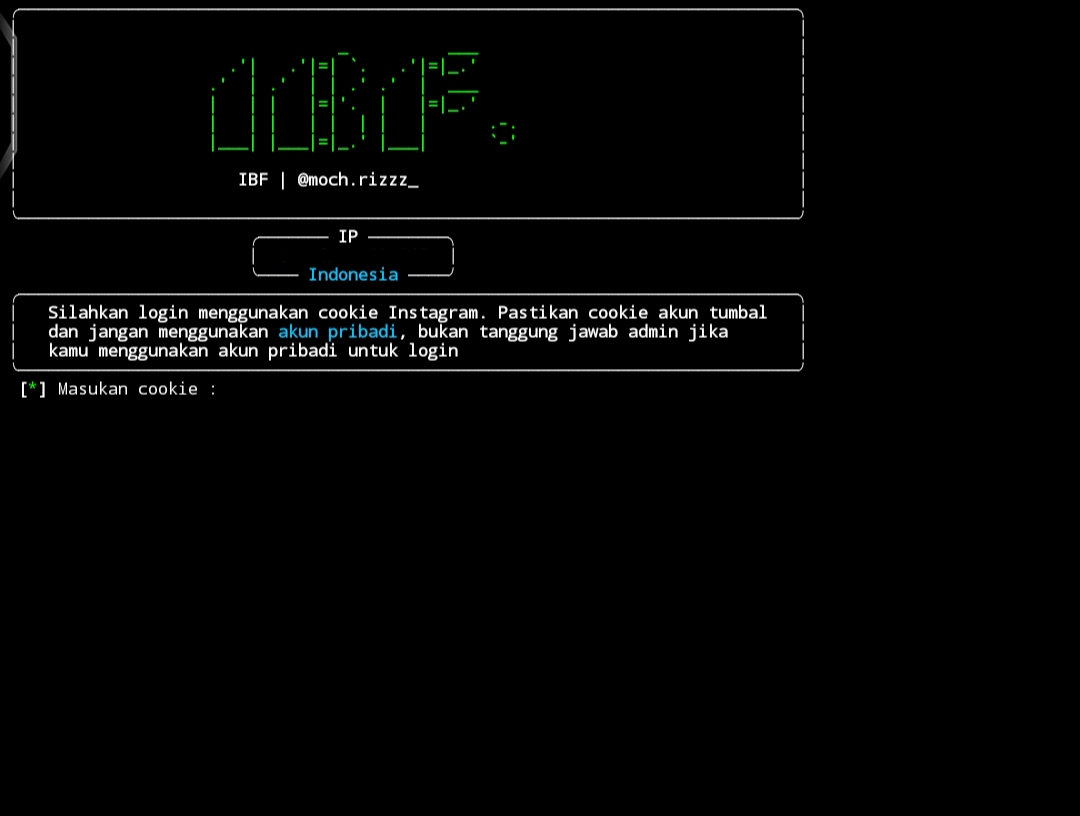 IBF | @moch.rizzz_
IP
Indonesia
Silahkan login menggunakan cookie Instagram. Pastikan cookie akun tumbal
dan jangan menggunakan akun pribadi, bukan tanggung jawab admin jika
kamu menggunakan akun pribadi untuk login
[*] Masukan cookie :